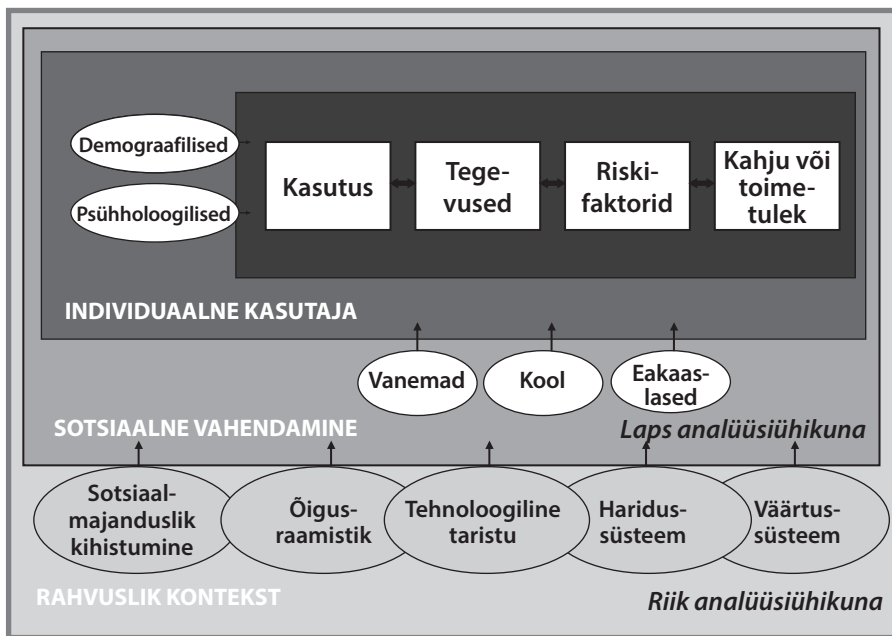 Demograafilised
Psühholoogilised
Kasutus
Tege-
vused
Riski-
faktorid
Kahju või
toime-
tulek
INDIVIDUAALNE KASUTAJA
Vanemad
Kool
Eakaas-
lased
SOTSIAALNE VAHENDAMINE
Laps analüüsiühikuna
Sotsiaal-
majanduslik
kihistumine
Õigus-
raamistik
Tehnoloogiline
taristu
Haridus-
süsteem
Väärtus-
süsteem
RAHVUSLIK KONTEKST
Riik analüüsiühikuna